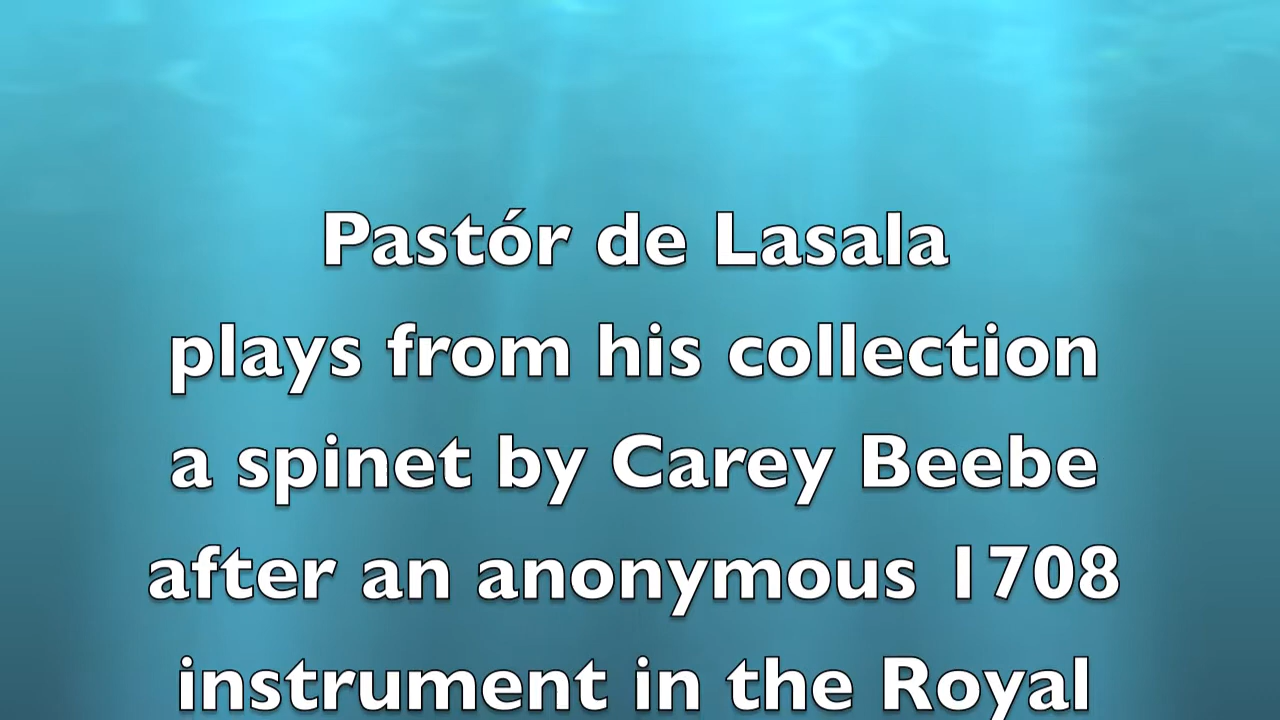 Pastór de Lasala
plays from his collection
a spinet by Carey Beebe
after an anonymous 1708
instrument in the Royal